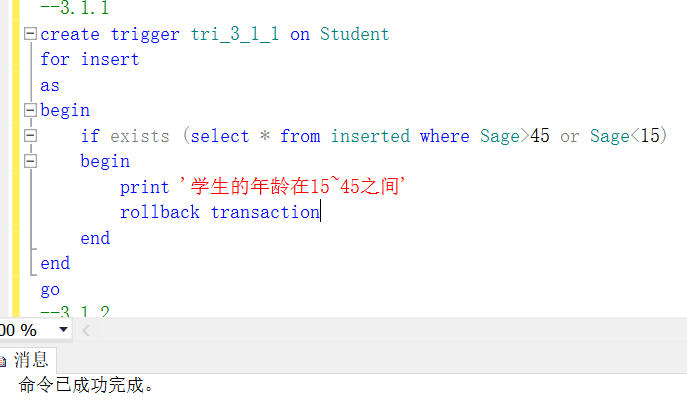 --3.1.1
create trigger tri_3_1_1 on Student
for insert
as
begin
if exists (select * from inserted where Sage>45 or Sage<15)
begin
print '学生的年龄在15~45之间'
rollback transaction
end
end
go
--3.1.2
00 %
消息
命令已成功完成。